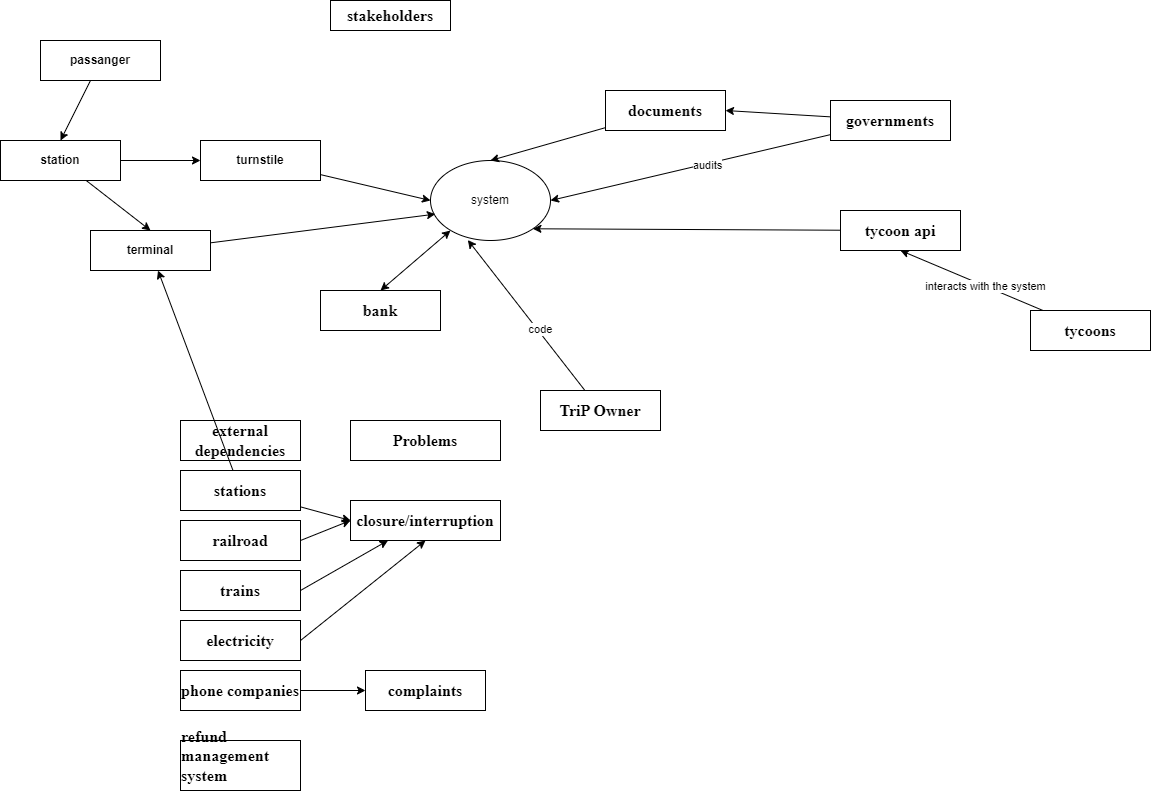 stakeholders
passanger
documents
governments
station
turnstile
audits
system
terminal
tycoon api
interacts with the system
bank
code
tycoons
TriP Owner
external
dependencies
Problems
stations
closure/interruption
railroad
trains
electricity
phone companies
complaints
refund
management
system